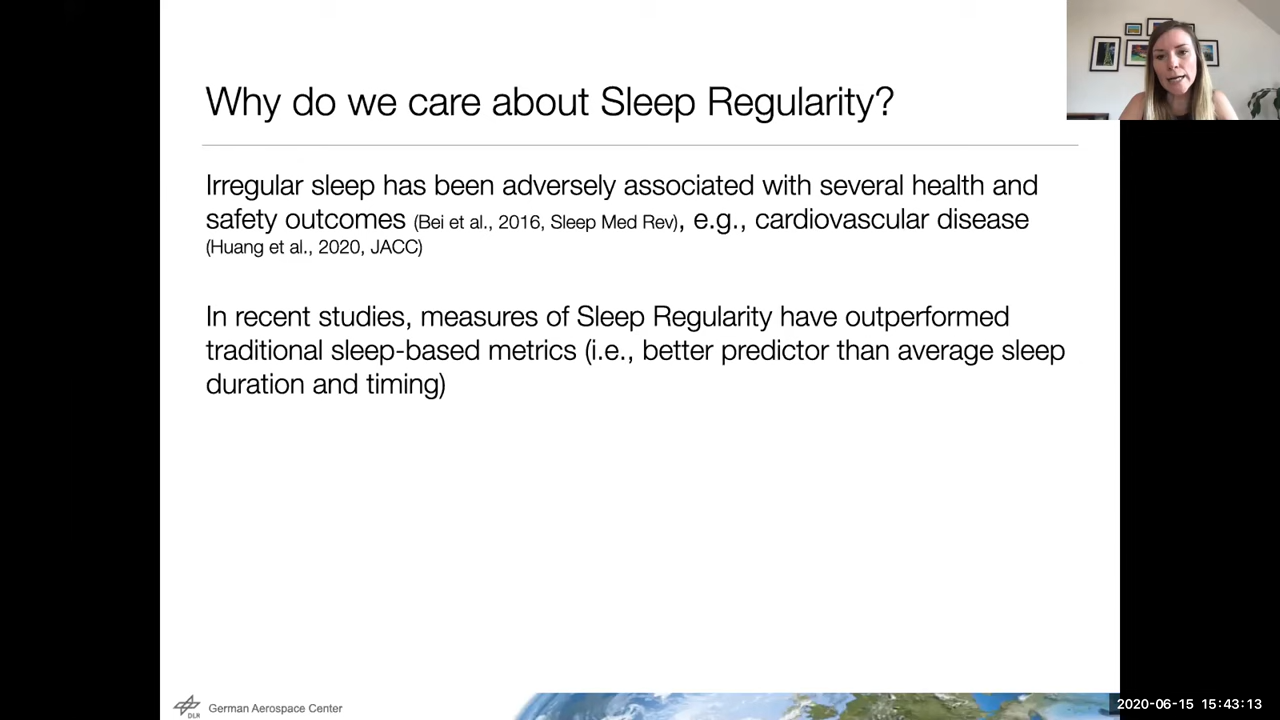 Why do we care about Sleep Regularity?
Irregular sleep has been adversely associated with several health and
safety outcomes (Bei et al., 2016, Sleep Med Rev), e.g., cardiovascular disease
(Huang et al., 2020, JACC)
In recent studies, measures of Sleep Regularity have outperformed
traditional sleep-based metrics (i.e., better predictor than average sleep
duration and timing)
DLR
German Aerospace Center
2020-06-15 15:43:13